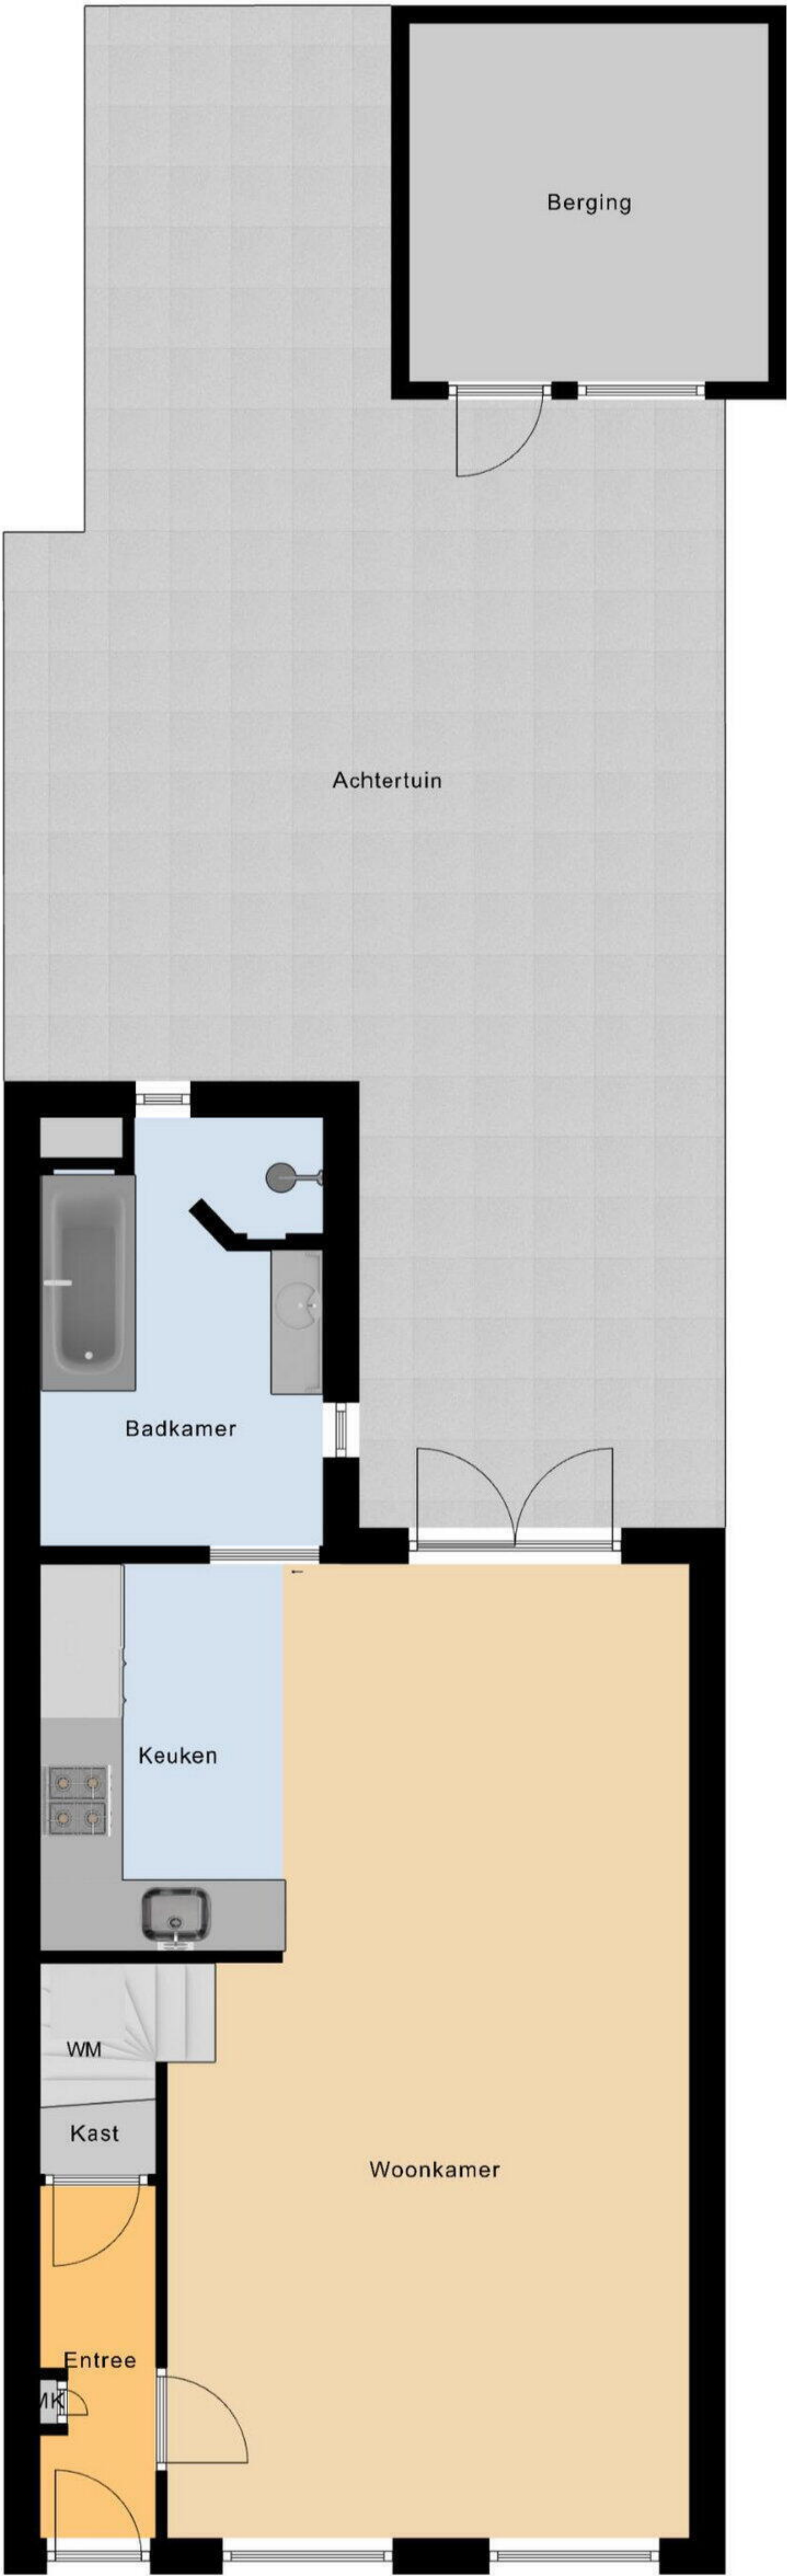 Berging
Achtertuin
Badkamer
Keuken
WM
Kast
Woonkamer
Entree
MK